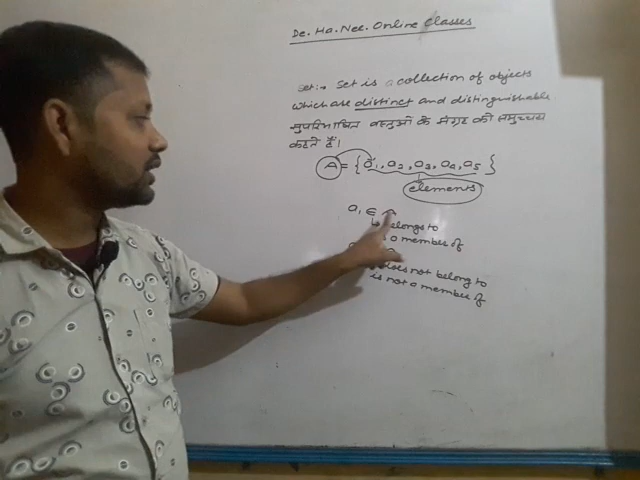 De. Ha. Nee. Online Classes
Set:→ Set is a collection of objects
which are distinct and distinguishable
सुपरिभाषित वस्तुओं के संग्रह को समुच्चय
कहते हैं।
A = { a₁, a₂, a₃, a₄, a₅ }
elements
a₁ ∈
belongs to
a member of
does not belong to
is not a member of